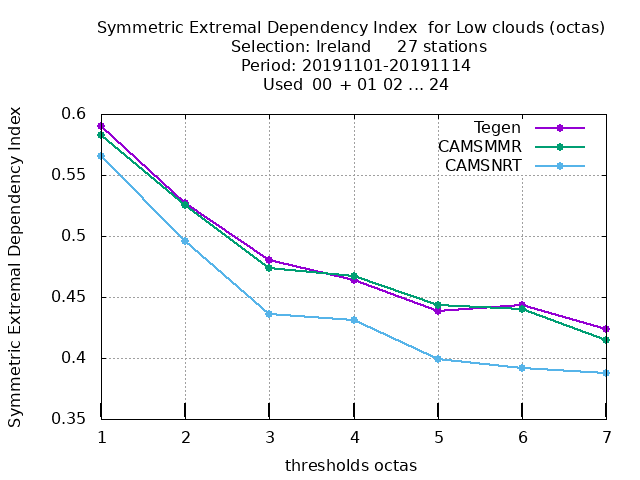 Symmetric Extremal Dependency Index for Low clouds (octas)
Selection: Ireland 27 stations
Period: 20191101-20191114
Used 00 + 01 02 ... 24
Symmetric Extremal Dependency Index
0.6
0.55
0.5
0.45
0.4
0.35
Tegen
CAMSMMR
CAMSNRT
1 2 3 4 5 6 7
thresholds octas